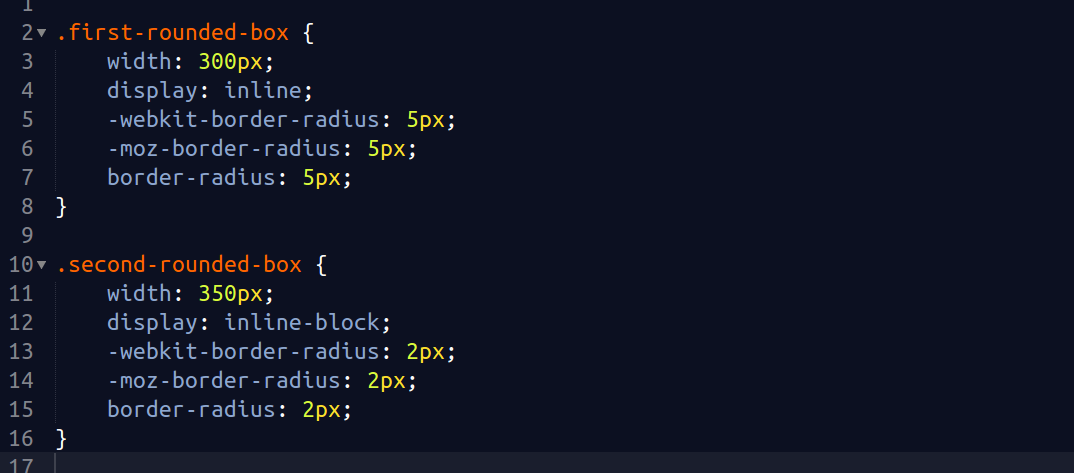 1
2 .first-rounded-box {
3 width: 300px;
4 display: inline;
5 -webkit-border-radius: 5px;
6 -moz-border-radius: 5px;
7 border-radius: 5px;
8 }
9
10 .second-rounded-box {
11 width: 350px;
12 display: inline-block;
13 -webkit-border-radius: 2px;
14 -moz-border-radius: 2px;
15 border-radius: 2px;
16 }
17